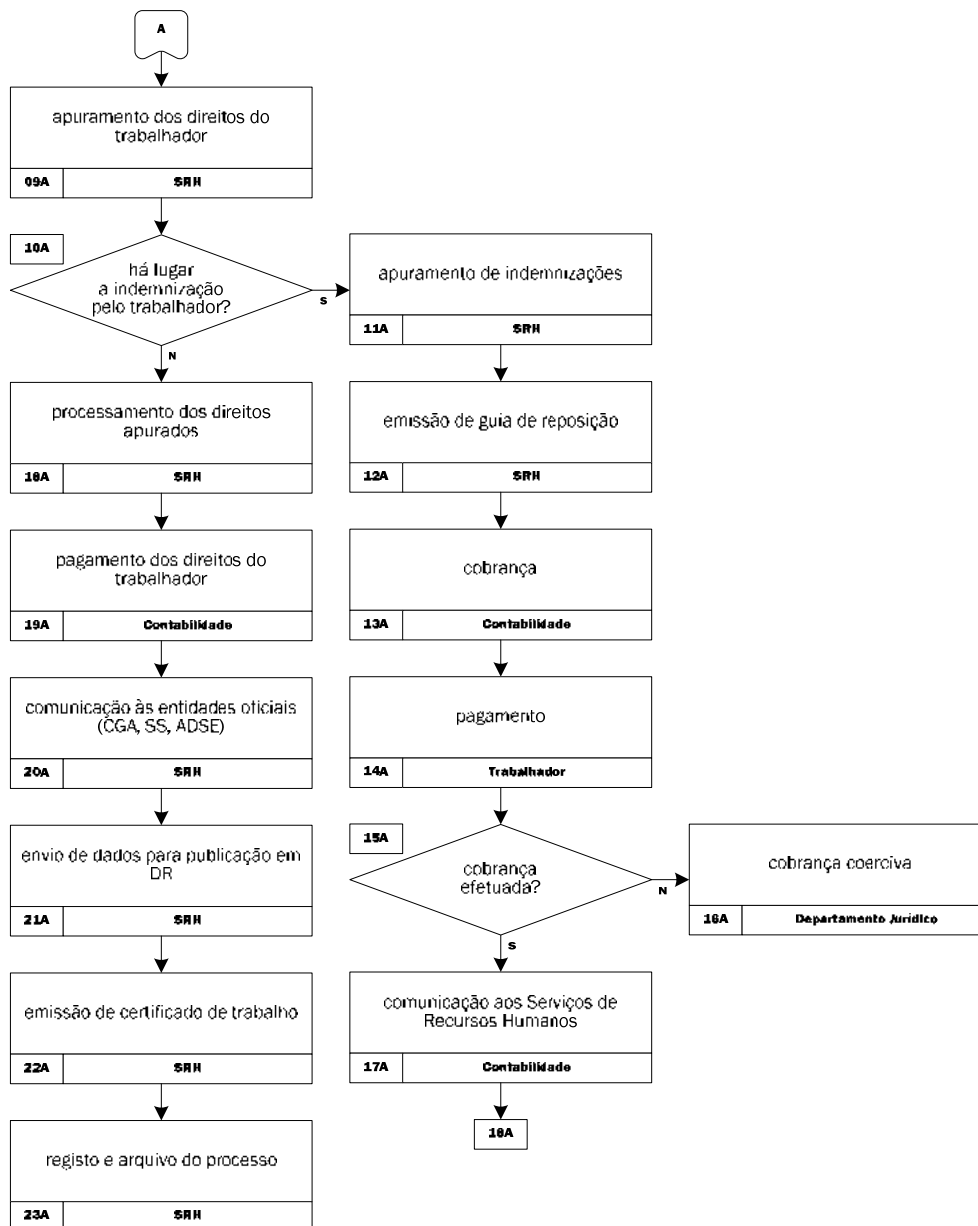 A
apuramento dos direitos do
trabalhador
09A
SRH
10A
há lugar
a indemnização
pelo trabalhador?
S
N
apuramento de indemnizações
11A
SRH
processamento dos direitos
apurados
18A
SRH
emissão de guia de reposição
12A
SRH
pagamento dos direitos do
trabalhador
19A
Contabilidade
cobrança
13A
Contabilidade
comunicação às entidades oficiais
(CGA, SS, ADSE)
20A
SRH
pagamento
14A
Trabalhador
envio de dados para publicação em
DR
21A
SRH
15A
cobrança
efetuada?
N
S
cobrança coerciva
16A
Departamento Jurídico
emissão de certificado de trabalho
22A
SRH
comunicação aos Serviços de
Recursos Humanos
17A
Contabilidade
18A
registo e arquivo do processo
23A
SRH